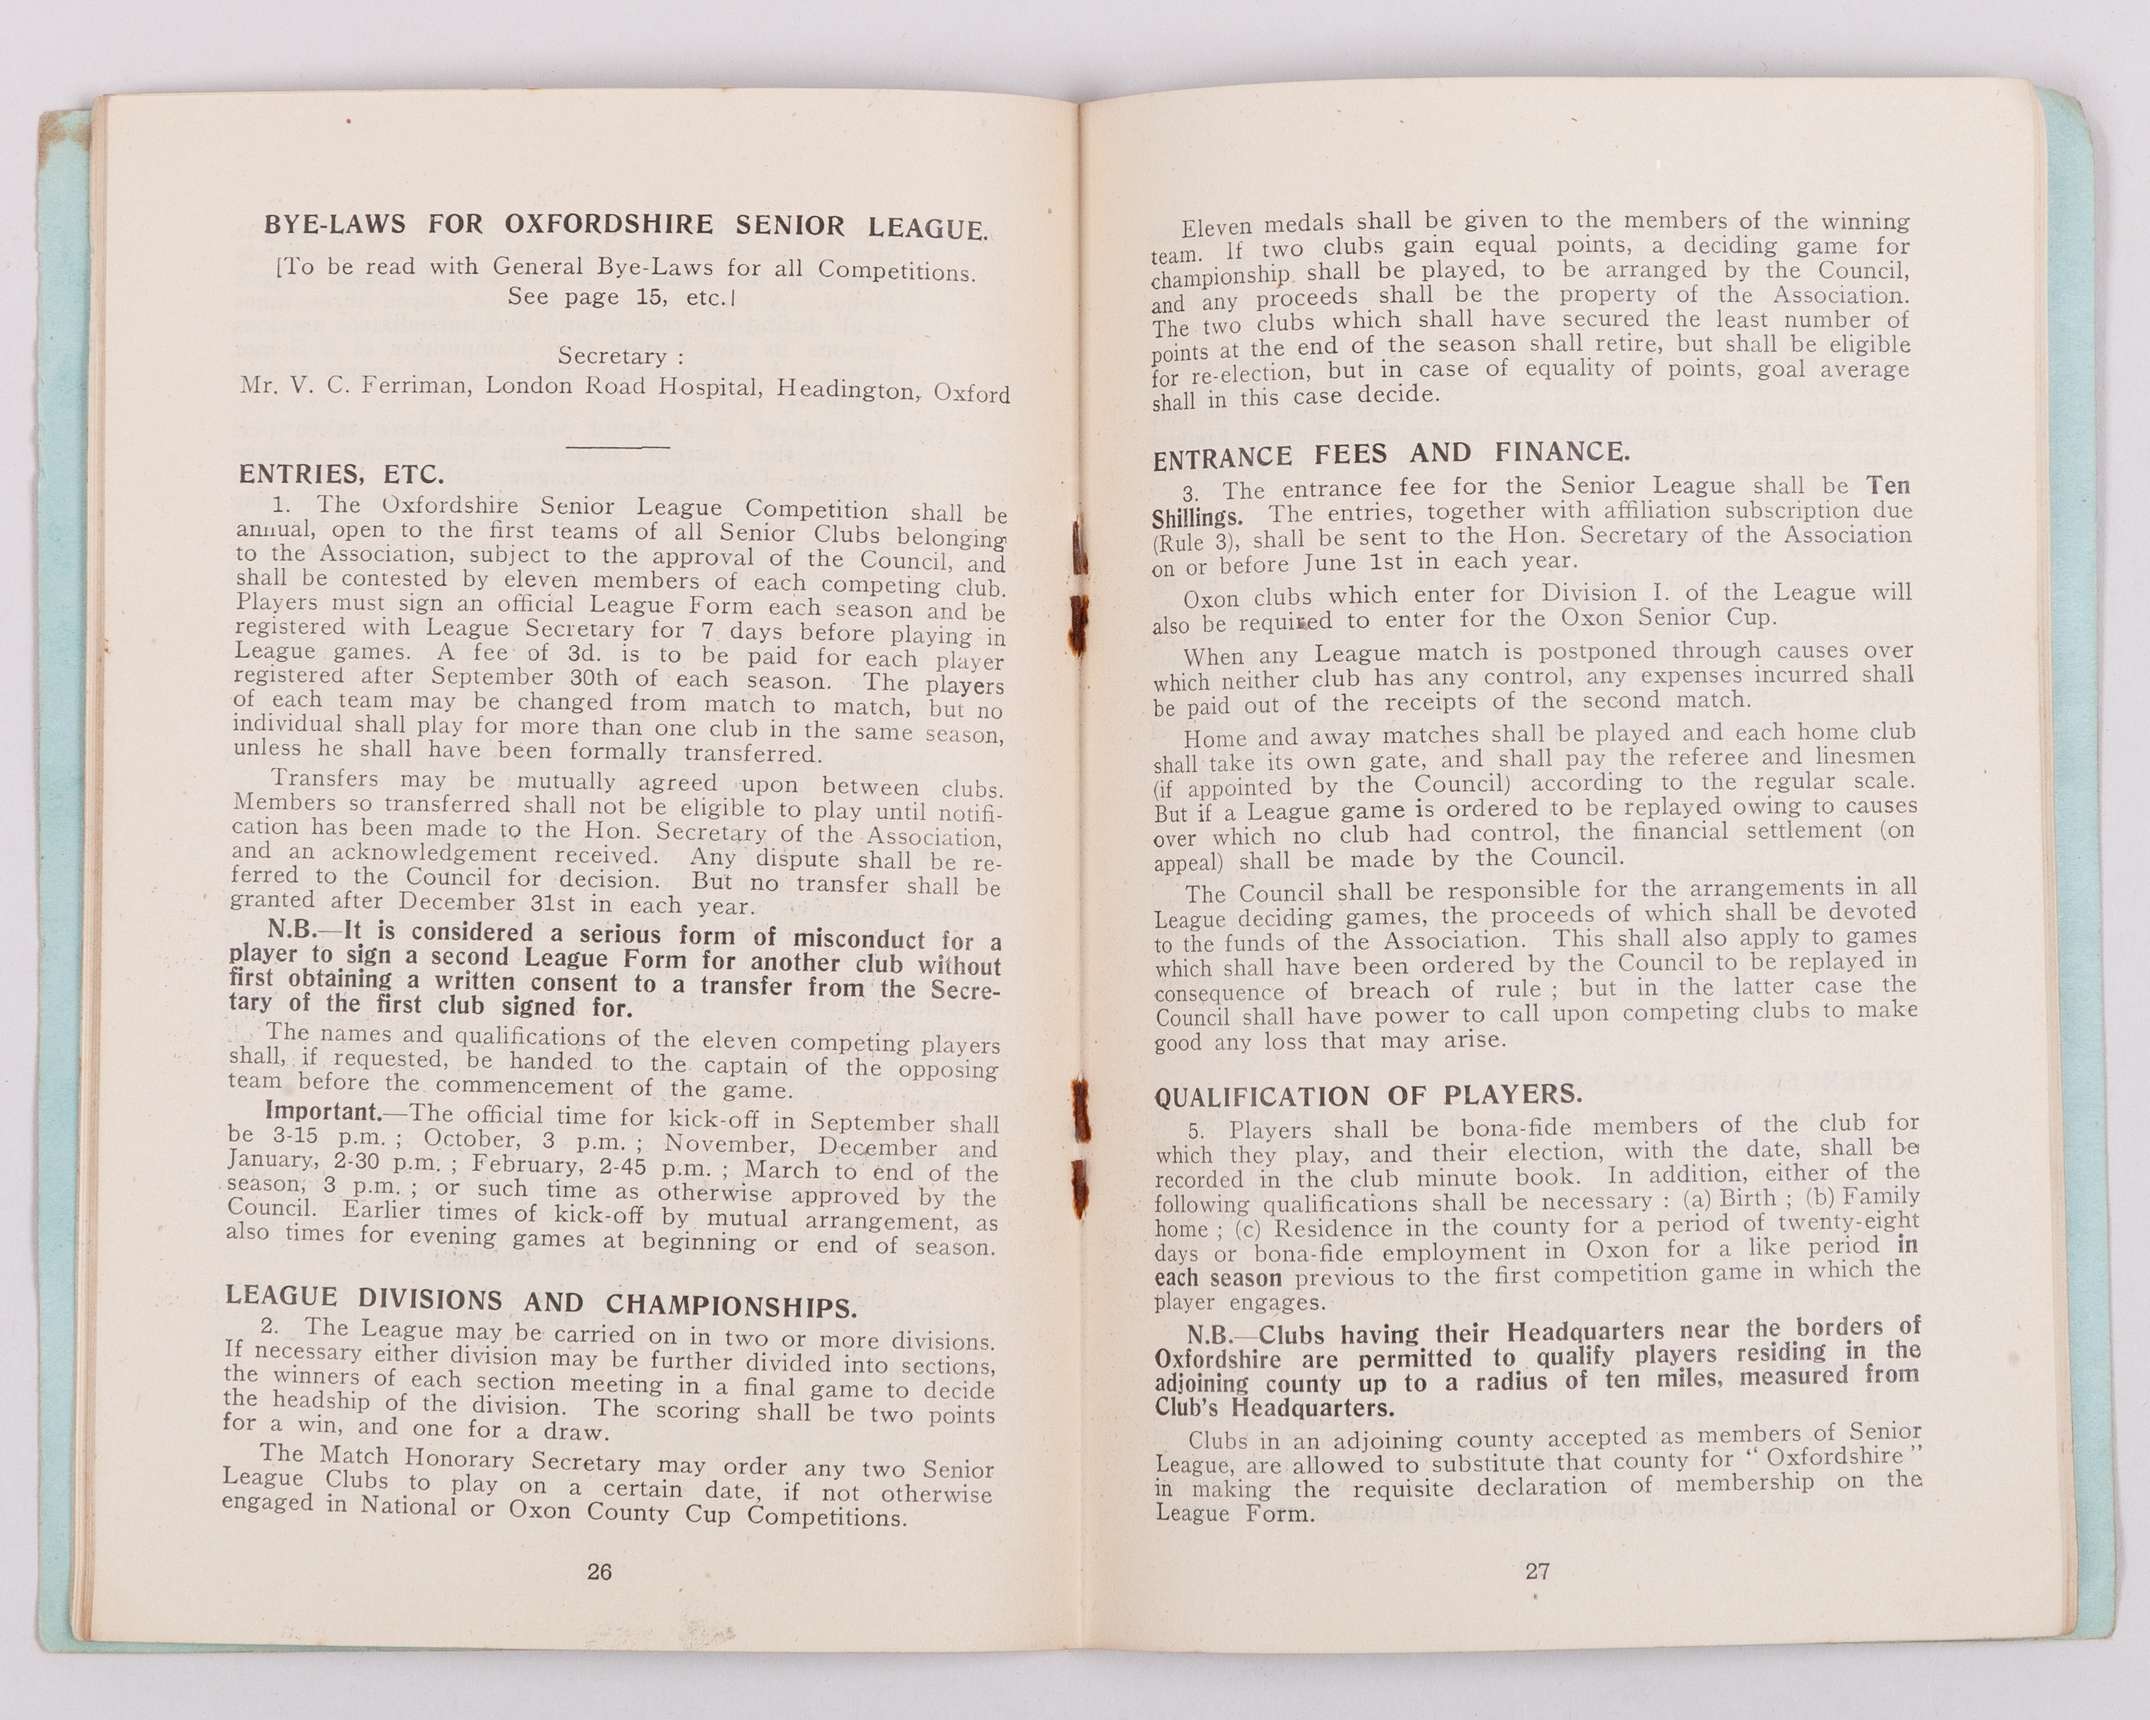 BYE-LAWS FOR OXFORDSHIRE SENIOR LEAGUE.
[To be read with General Bye-Laws for all Competitions.
See page 15, etc.]
Secretary :
Mr. V. C. Ferriman, London Road Hospital, Headington, Oxford
ENTRIES, ETC.
1. The Oxfordshire Senior League Competition shall be
annual, open to the first teams of all Senior Clubs belonging
to the Association, subject to the approval of the Council, and
shall be contested by eleven members of each competing club.
Players must sign an official League Form each season and be
registered with League Secretary for 7 days before playing in
League games. A fee of 3d. is to be paid for each player
registered after September 30th of each season. The players
of each team may be changed from match to match, but no
individual shall play for more than one club in the same season,
unless he shall have been formally transferred.
Transfers may be mutually agreed upon between clubs.
Members so transferred shall not be eligible to play until notifi-
cation has been made to the Hon. Secretary of the Association,
and an acknowledgement received. Any dispute shall be re-
ferred to the Council for decision. But no transfer shall be
granted after December 31st in each year.
N.B.—It is considered a serious form of misconduct for a
player to sign a second League Form for another club without
first obtaining a written consent to a transfer from the Secre-
tary of the first club signed for.
The names and qualifications of the eleven competing players
shall, if requested, be handed to the captain of the opposing
team before the commencement of the game.
Important.—The official time for kick-off in September shall
be 3-15 p.m. ; October, 3 p.m. ; November, December and
January, 2-30 p.m. ; February, 2-45 p.m. ; March to end of the
season, 3 p.m. ; or such time as otherwise approved by the
Council. Earlier times of kick-off by mutual arrangement, as
also times for evening games at beginning or end of season.
LEAGUE DIVISIONS AND CHAMPIONSHIPS.
2. The League may be carried on in two or more divisions.
If necessary either division may be further divided into sections,
the winners of each section meeting in a final game to decide
the headship of the division. The scoring shall be two points
for a win, and one for a draw.
The Match Honorary Secretary may order any two Senior
League Clubs to play on a certain date, if not otherwise
engaged in National or Oxon County Cup Competitions.
26
Eleven medals shall be given to the members of the winning
team. If two clubs gain equal points, a deciding game for
championship shall be played, to be arranged by the Council,
and any proceeds shall be the property of the Association.
The two clubs which shall have secured the least number of
points at the end of the season shall retire, but shall be eligible
for re-election, but in case of equality of points, goal average
shall in this case decide.
ENTRANCE FEES AND FINANCE.
3. The entrance fee for the Senior League shall be Ten
Shillings. The entries, together with affiliation subscription due
(Rule 3), shall be sent to the Hon. Secretary of the Association
on or before June 1st in each year.
Oxon clubs which enter for Division I. of the League will
also be required to enter for the Oxon Senior Cup.
When any League match is postponed through causes over
which neither club has any control, any expenses incurred shall
be paid out of the receipts of the second match.
Home and away matches shall be played and each home club
shall take its own gate, and shall pay the referee and linesmen
(if appointed by the Council) according to the regular scale.
But if a League game is ordered to be replayed owing to causes
over which no club had control, the financial settlement (on
appeal) shall be made by the Council.
The Council shall be responsible for the arrangements in all
League deciding games, the proceeds of which shall be devoted
to the funds of the Association. This shall also apply to games
which shall have been ordered by the Council to be replayed in
consequence of breach of rule ; but in the latter case the
Council shall have power to call upon competing clubs to make
good any loss that may arise.
QUALIFICATION OF PLAYERS.
5. Players shall be bona-fide members of the club for
which they play, and their election, with the date, shall be
recorded in the club minute book. In addition, either of the
following qualifications shall be necessary : (a) Birth ; (b) Family
home ; (c) Residence in the county for a period of twenty-eight
days or bona-fide employment in Oxon for a like period in
each season previous to the first competition game in which the
player engages.
N.B.—Clubs having their Headquarters near the borders of
Oxfordshire are permitted to qualify players residing in the
adjoining county up to a radius of ten miles, measured from
Club's Headquarters.
Clubs in an adjoining county accepted as members of Senior
League, are allowed to substitute that county for " Oxfordshire "
in making the requisite declaration of membership on the
League Form.
27